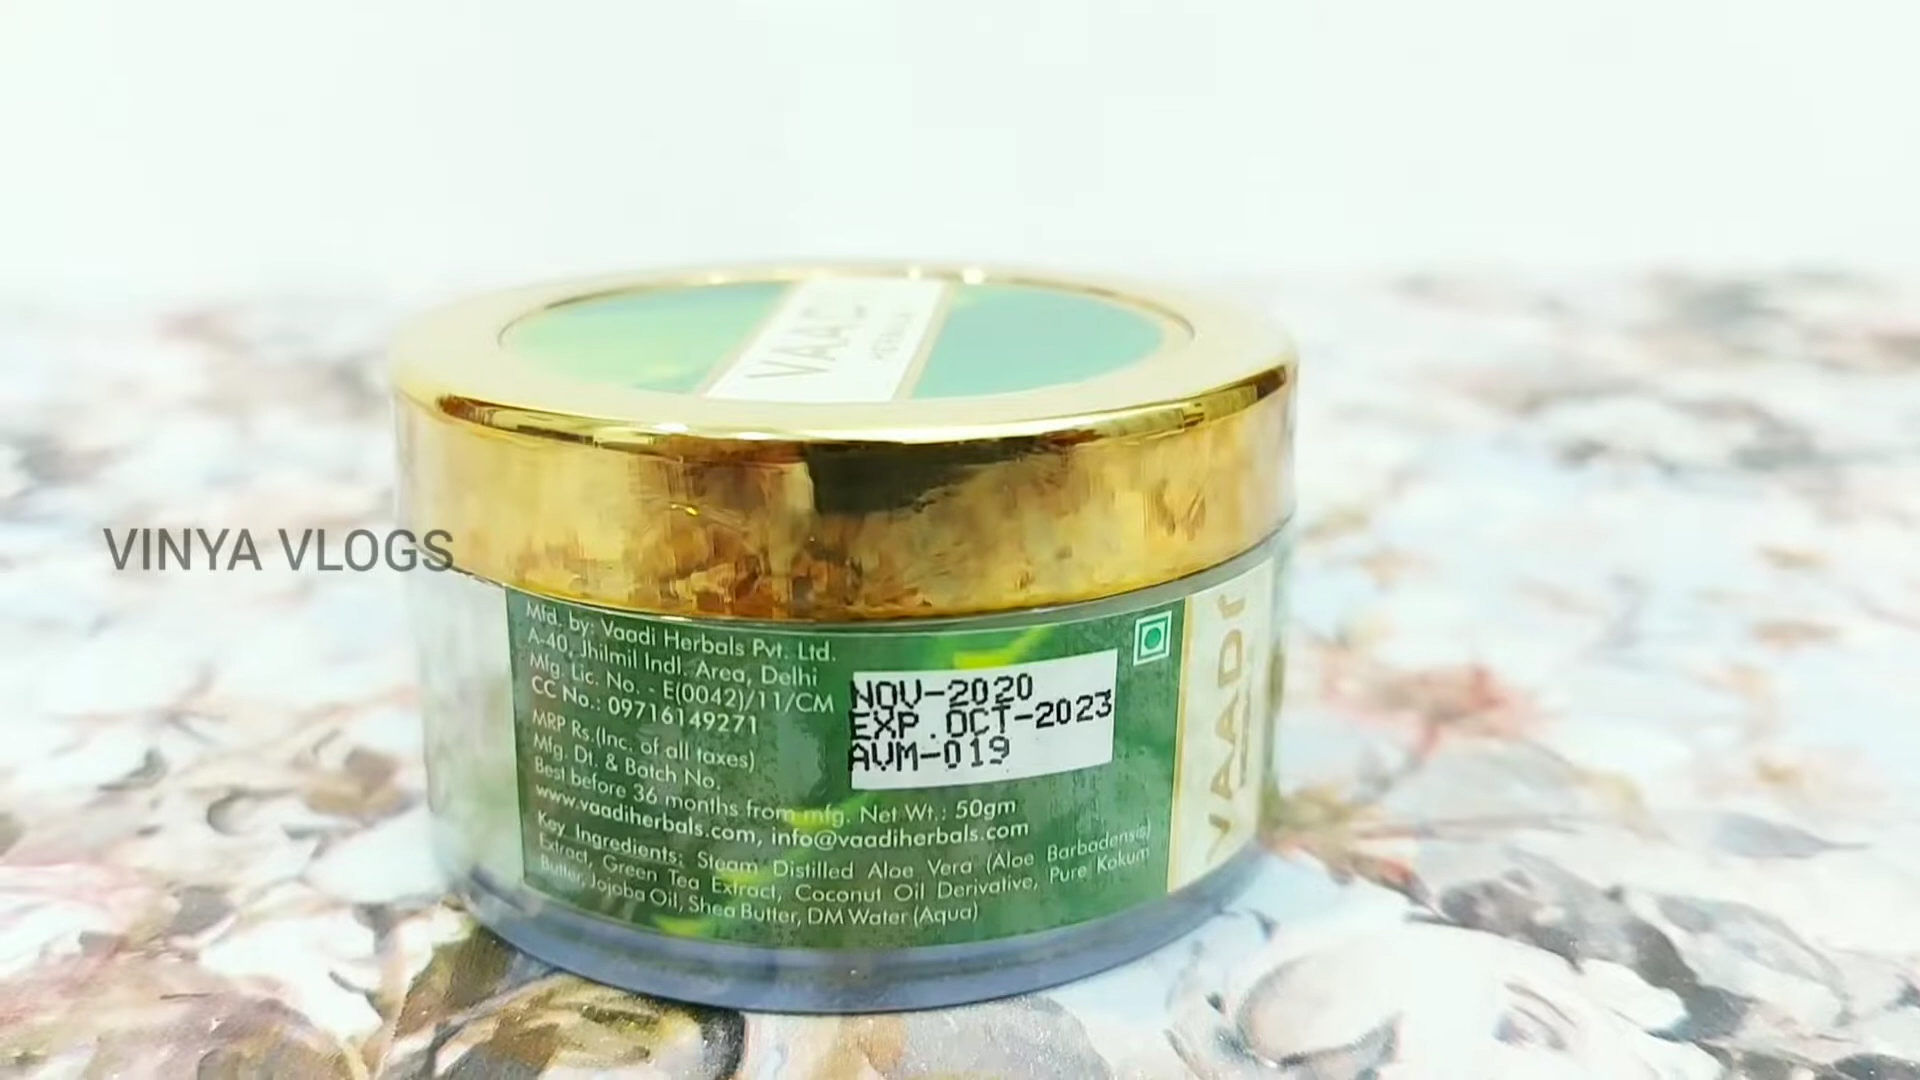 VAADI
VINYA VLOGS
Mfd. by: Vaadi Herbals Pvt. Ltd.
A-40, Jhilmil Indl. Area, Delhi
Mfg. Lic. No. - E(0042)/11/CM
CC No.: 09716149271
MRP Rs.(Inc. of all taxes)
Mfg. Dt. & Batch No.
Best before 36 months from mfg. Net Wt.: 50gm
www.vaadiherbals.com, info@vaadiherbals.com
Key Ingredients: Steam Distilled Aloe Vera (Aloe Barbadensis)
Extract, Green Tea Extract, Coconut Oil Derivative, Pure Kokum
Butter, Jojoba Oil, Shea Butter, DM Water (Aqua)
NOV-2020
EXP.OCT-2023
AVM-019
VAADI